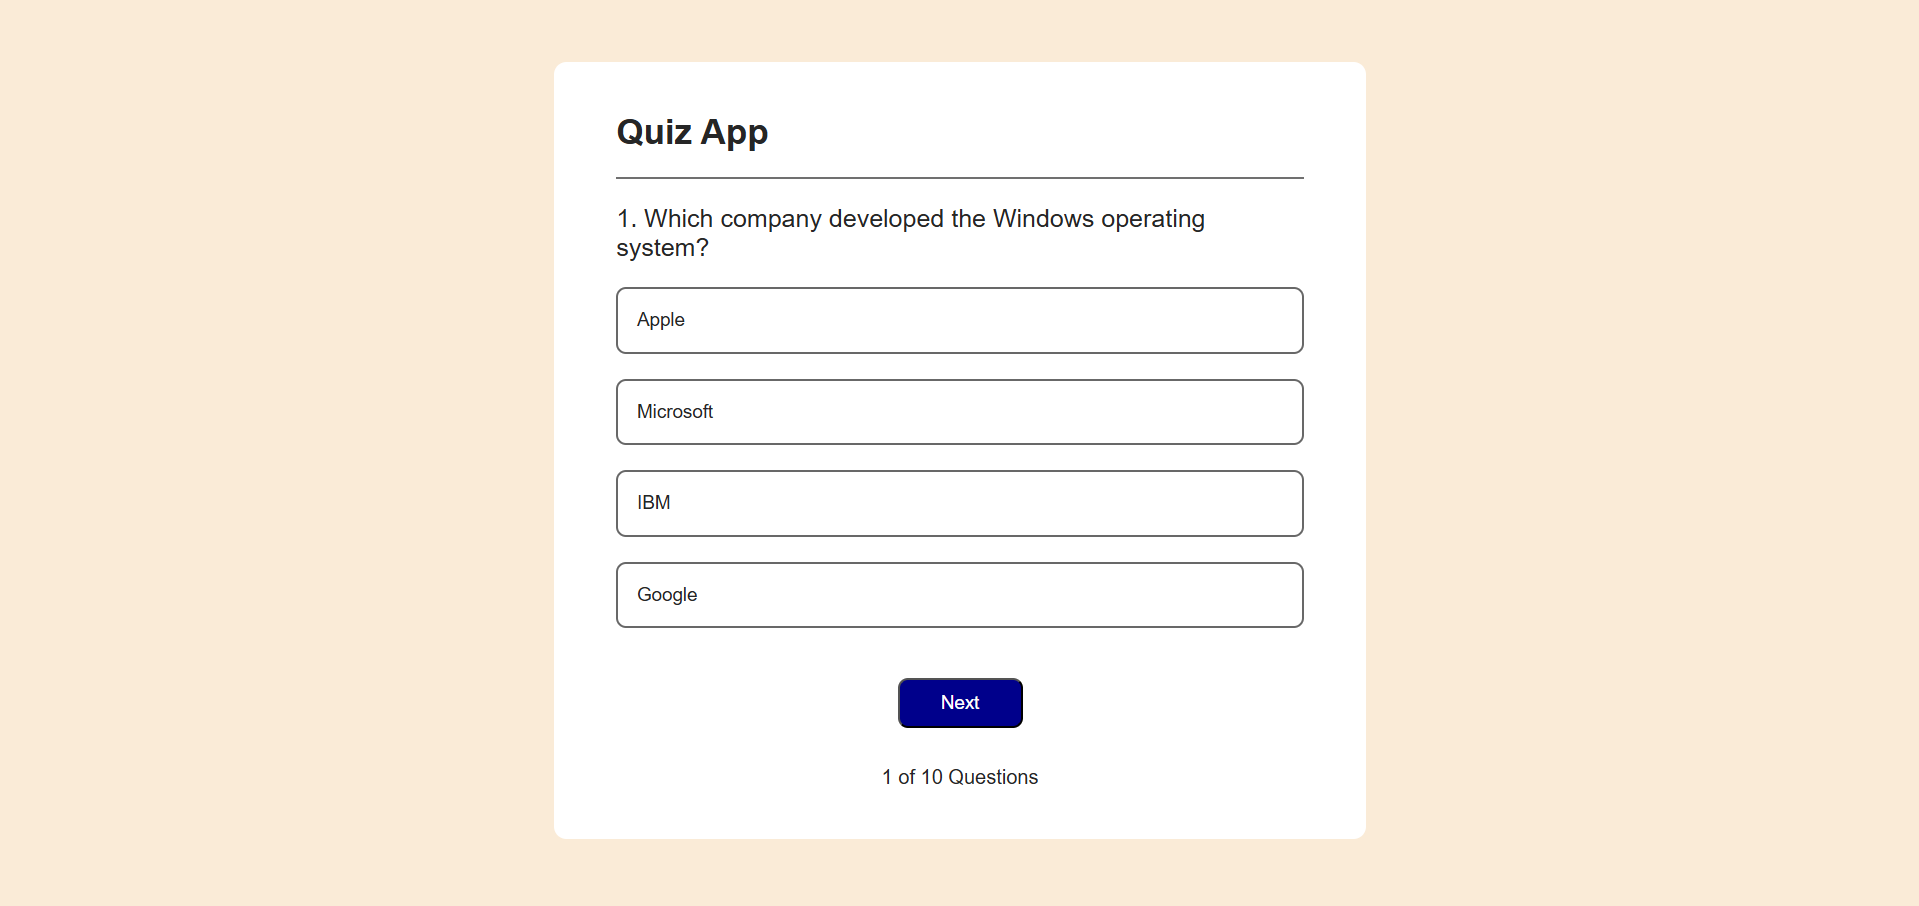 Quiz App
1. Which company developed the Windows operating
system?
Apple
Microsoft
IBM
Google
Next
1 of 10 Questions